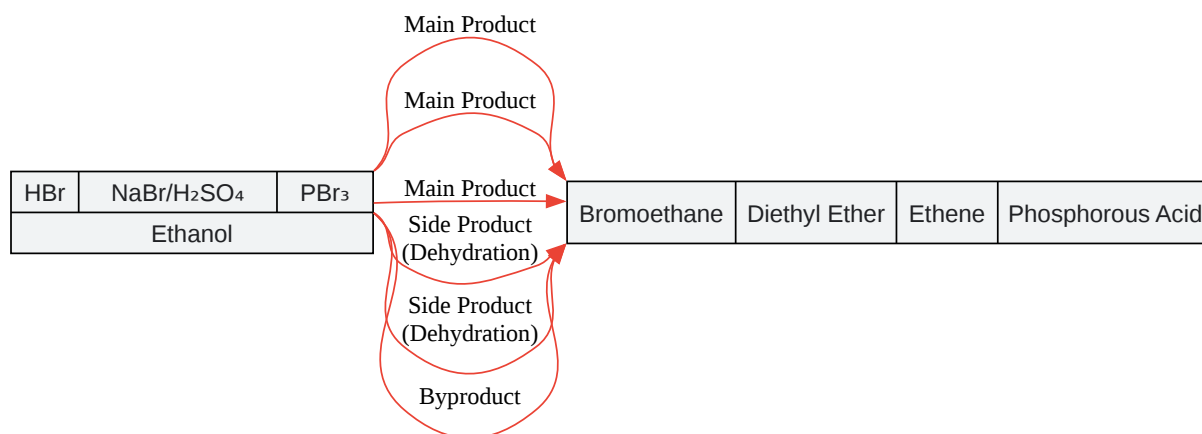 Main Product
Main Product
HBr
NaBr/H₂SO₄
PBr₃
Ethanol
Main Product
Side Product
(Dehydration)
Side Product
(Dehydration)
Byproduct
Bromoethane
Diethyl Ether
Ethene
Phosphorous Acid